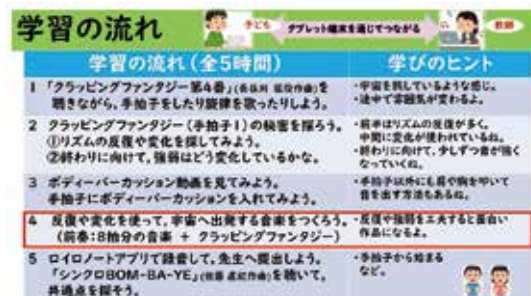 学習の流れ
子ども タブレット端末を通じてつながる 教師
学習の流れ(全5時間) 学びのヒント
1 「クラッピングファンタジー第4番」(長谷川 匡俊作曲)を
聴きながら、手拍子をしたり旋律を歌ったりしよう。
・宇宙を旅しているような感じ。
・途中で雰囲気が変わるよ。
2 クラッピングファンタジー(手拍子1)の秘密を探ろう。
①リズムの反復や変化を探してみよう。
②終わりに向けて、強弱はどう変化しているかな。
・前半はリズムの反復が多く、
中間に変化が使われているね。
・終わりに向けて、少しずつ音が強く
なっていくね。
3 ボディーパーカッション動画を見てみよう。
手拍子にボディーパーカッションを入れてみよう。
・手拍子以外にも肩や胸を叩いて
音を出す方法もあるね。
4 反復や変化を使って、宇宙へ出発する音楽をつくろう。
(前奏:8拍分の音楽 + クラッピングファンタジー)
・反復や強弱を工夫すると面白い
作品になるよ。
5 ロイロノートアプリで録音して、先生へ提出しよう。
「シンクロBOM-BA-YE」作曲)を聴いて、
共通点を探そう。
・手拍子から始まる
など。